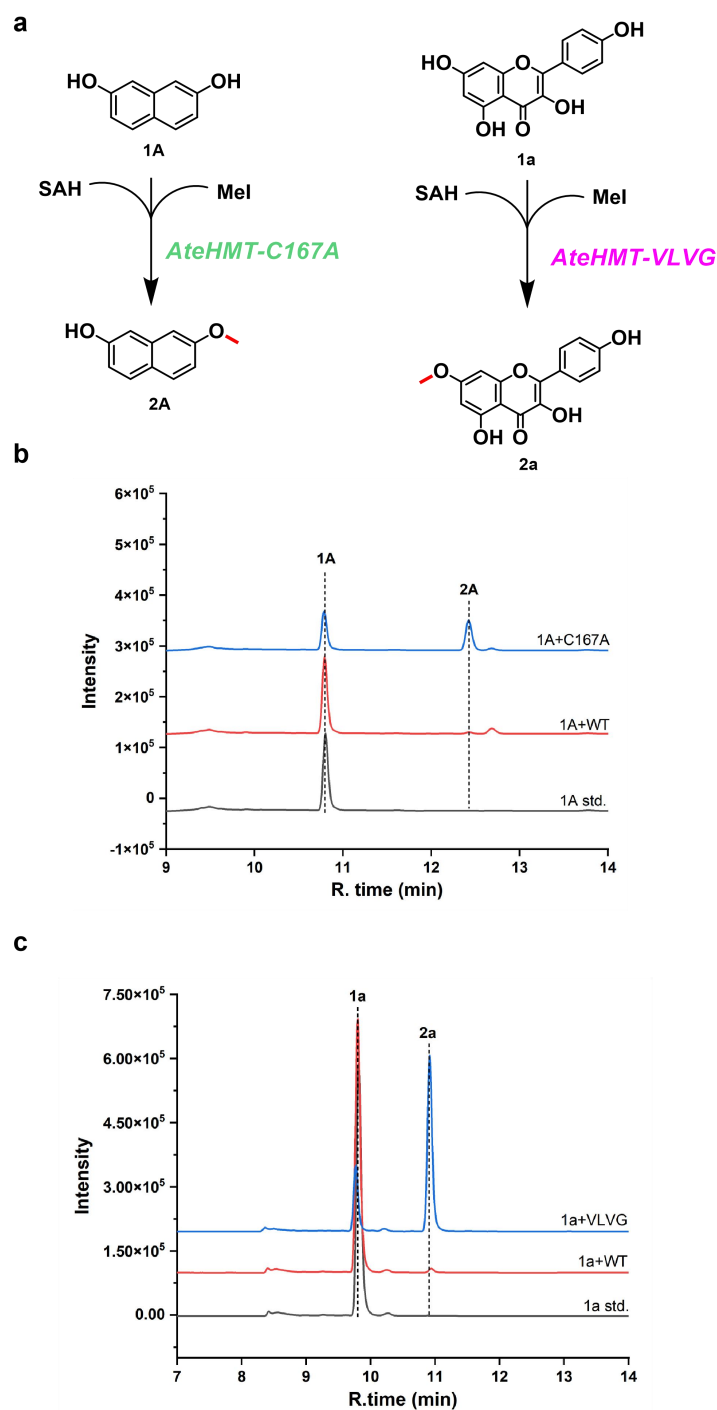 a
HO OH
1A
SAH MeI
AteHMT-C167A
HO O
2A
OH
HO O
OH
OH O
1a
SAH MeI
AteHMT-VLVG
OH
O O
OH
OH O
2a
b
6×10⁵
5×10⁵
4×10⁵
3×10⁵
2×10⁵
1×10⁵
0
-1×10⁵
Intensity
1A
2A
1A+C167A
1A+WT
1A std.
9 10 11 12 13 14
R. time (min)
c
7.50×10⁵
6.00×10⁵
4.50×10⁵
3.00×10⁵
1.50×10⁵
0.00
Intensity
1a
2a
1a+VLVG
1a+WT
1a std.
7 8 9 10 11 12 13 14
R.time (min)